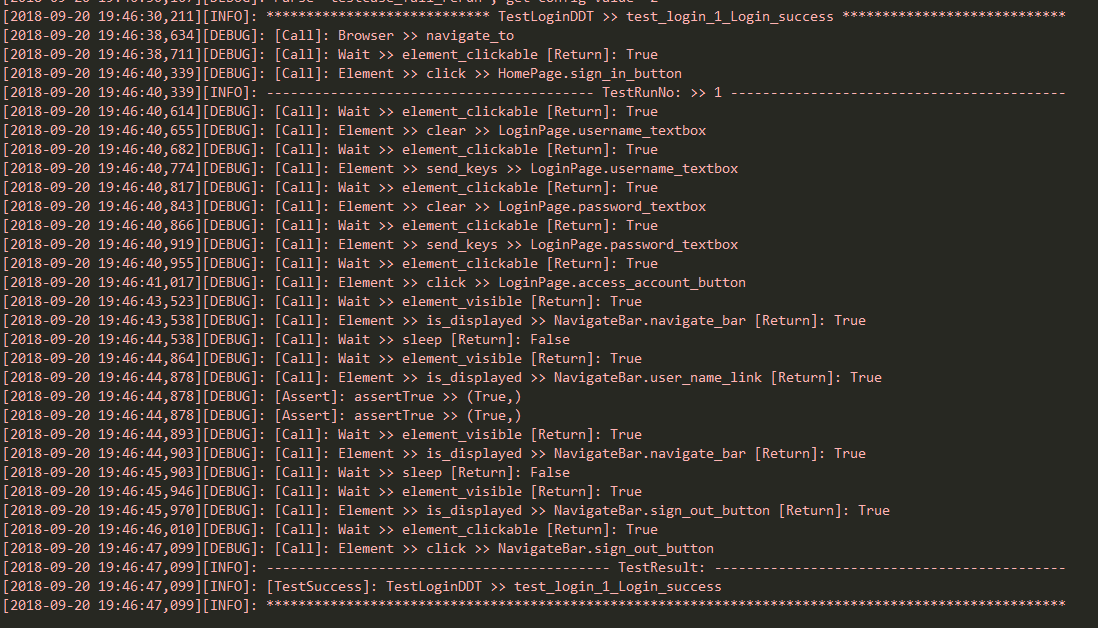 [2018-09-20 19:46:30,211][INFO]: **************************** TestLoginDDT >> test_login_1_Login_success ****************************
[2018-09-20 19:46:38,634][DEBUG]: [Call]: Browser >> navigate_to
[2018-09-20 19:46:38,711][DEBUG]: [Call]: Wait >> element_clickable [Return]: True
[2018-09-20 19:46:40,339][DEBUG]: [Call]: Element >> click >> HomePage.sign_in_button
[2018-09-20 19:46:40,339][INFO]: ----------------------------------------- TestRunNo: >> 1 ------------------------------------------
[2018-09-20 19:46:40,614][DEBUG]: [Call]: Wait >> element_clickable [Return]: True
[2018-09-20 19:46:40,655][DEBUG]: [Call]: Element >> clear >> LoginPage.username_textbox
[2018-09-20 19:46:40,682][DEBUG]: [Call]: Wait >> element_clickable [Return]: True
[2018-09-20 19:46:40,774][DEBUG]: [Call]: Element >> send_keys >> LoginPage.username_textbox
[2018-09-20 19:46:40,817][DEBUG]: [Call]: Wait >> element_clickable [Return]: True
[2018-09-20 19:46:40,843][DEBUG]: [Call]: Element >> clear >> LoginPage.password_textbox
[2018-09-20 19:46:40,866][DEBUG]: [Call]: Wait >> element_clickable [Return]: True
[2018-09-20 19:46:40,919][DEBUG]: [Call]: Element >> send_keys >> LoginPage.password_textbox
[2018-09-20 19:46:40,955][DEBUG]: [Call]: Wait >> element_clickable [Return]: True
[2018-09-20 19:46:41,017][DEBUG]: [Call]: Element >> click >> LoginPage.access_account_button
[2018-09-20 19:46:43,523][DEBUG]: [Call]: Wait >> element_visible [Return]: True
[2018-09-20 19:46:43,538][DEBUG]: [Call]: Element >> is_displayed >> NavigateBar.navigate_bar [Return]: True
[2018-09-20 19:46:44,538][DEBUG]: [Call]: Wait >> sleep [Return]: False
[2018-09-20 19:46:44,864][DEBUG]: [Call]: Wait >> element_visible [Return]: True
[2018-09-20 19:46:44,878][DEBUG]: [Call]: Element >> is_displayed >> NavigateBar.user_name_link [Return]: True
[2018-09-20 19:46:44,878][DEBUG]: [Assert]: assertTrue >> (True,)
[2018-09-20 19:46:44,878][DEBUG]: [Assert]: assertTrue >> (True,)
[2018-09-20 19:46:44,893][DEBUG]: [Call]: Wait >> element_visible [Return]: True
[2018-09-20 19:46:44,903][DEBUG]: [Call]: Element >> is_displayed >> NavigateBar.navigate_bar [Return]: True
[2018-09-20 19:46:45,903][DEBUG]: [Call]: Wait >> sleep [Return]: False
[2018-09-20 19:46:45,946][DEBUG]: [Call]: Wait >> element_visible [Return]: True
[2018-09-20 19:46:45,970][DEBUG]: [Call]: Element >> is_displayed >> NavigateBar.sign_out_button [Return]: True
[2018-09-20 19:46:46,010][DEBUG]: [Call]: Wait >> element_clickable [Return]: True
[2018-09-20 19:46:47,099][DEBUG]: [Call]: Element >> click >> NavigateBar.sign_out_button
[2018-09-20 19:46:47,099][INFO]: ------------------------------------------- TestResult: --------------------------------------------
[2018-09-20 19:46:47,099][INFO]: [TestSuccess]: TestLoginDDT >> test_login_1_Login_success
[2018-09-20 19:46:47,099][INFO]: ****************************************************************************************************